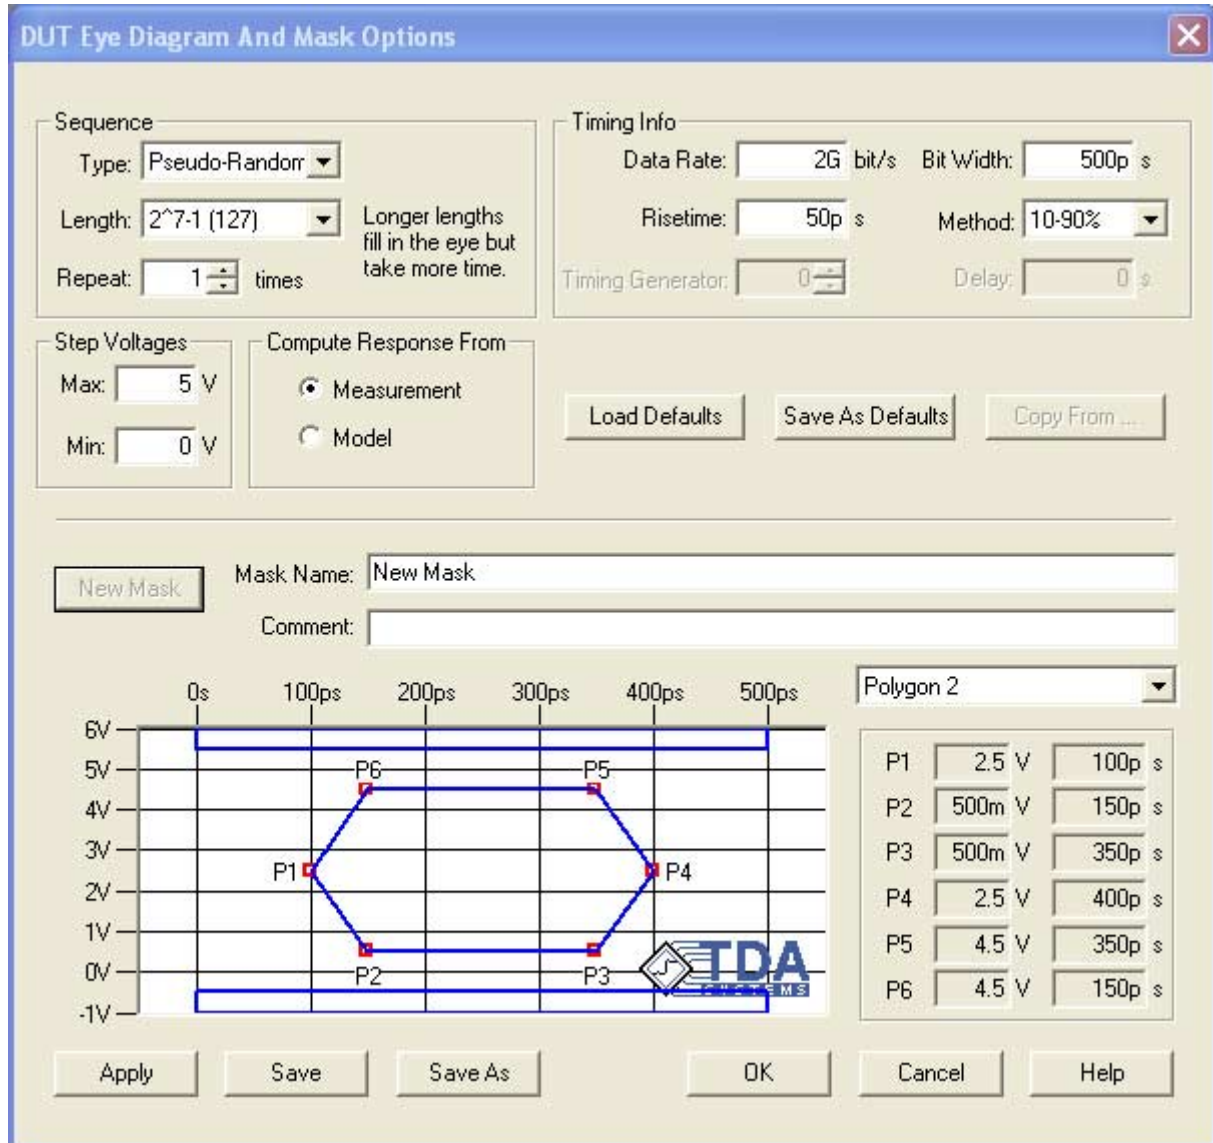 DUT Eye Diagram And Mask Options
Sequence
Type: Pseudo-Random
Length: 2^7-1 (127)
Repeat: 1 times
Longer lengths
fill in the eye but
take more time.
Timing Info
Data Rate: 2G bit/s Bit Width: 500p s
Risetime: 50p s Method: 10-90%
Timing Generator: 0 Delay: 0 s
Step Voltages
Max: 5 V
Min: 0 V
Compute Response From
Measurement
Model
Load Defaults Save As Defaults Copy From ...
New Mask Mask Name: New Mask
Comment:
Polygon 2
0s 100ps 200ps 300ps 400ps 500ps
6V
5V
4V
3V
2V
1V
0V
-1V
P6 P5
P1 P4
P2 P3
TDA
SYSTEMS
P1 2.5 V 100p s
P2 500m V 150p s
P3 500m V 350p s
P4 2.5 V 400p s
P5 4.5 V 350p s
P6 4.5 V 150p s
Apply Save Save As OK Cancel Help